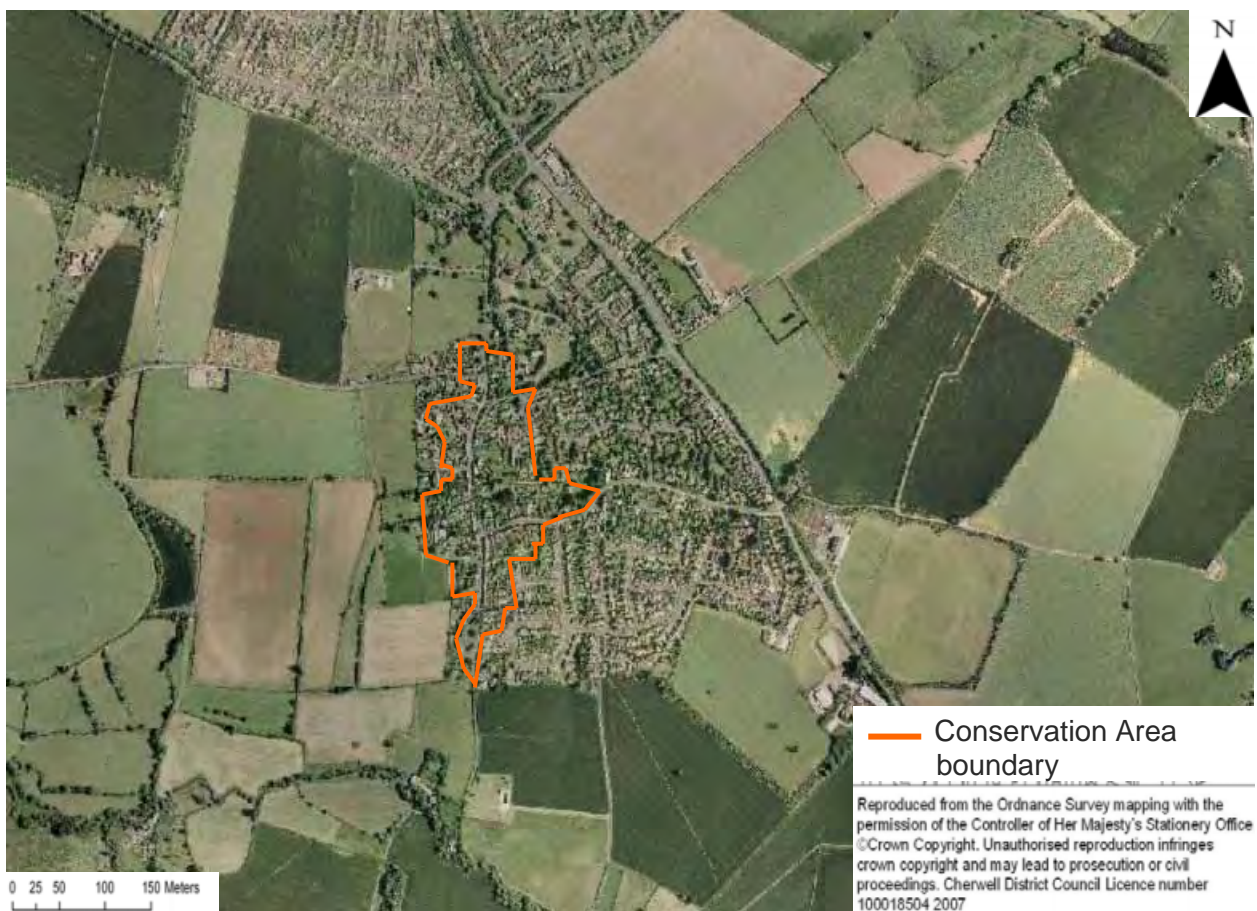 N
Conservation Area
boundary
Reproduced from the Ordnance Survey mapping with the
permission of the Controller of Her Majesty's Stationery Office
©Crown Copyright. Unauthorised reproduction infringes
crown copyright and may lead to prosecution or civil
proceedings. Cherwell District Council Licence number
100018504 2007
0 25 50 100 150 Meters